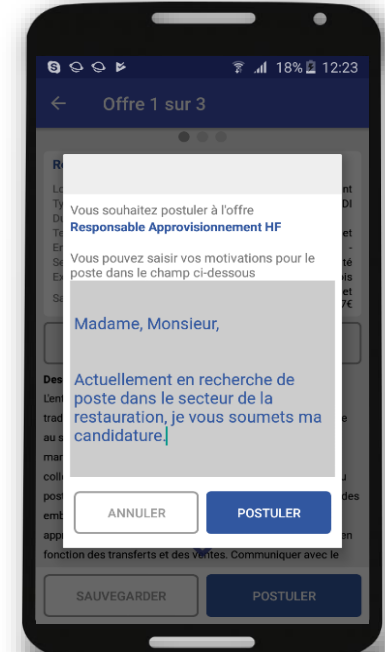 18% 12:23
Offre 1 sur 3
Vous souhaitez postuler à l'offre
Responsable Approvisionnement HF
Vous pouvez saisir vos motivations pour le
poste dans le champ ci-dessous
Madame, Monsieur,
Actuellement en recherche de
poste dans le secteur de la
restauration, je vous soumets ma
candidature.
ANNULER
POSTULER
fonction des transferts et des ventes. Communiquer avec le
SAUVEGARDER
POSTULER